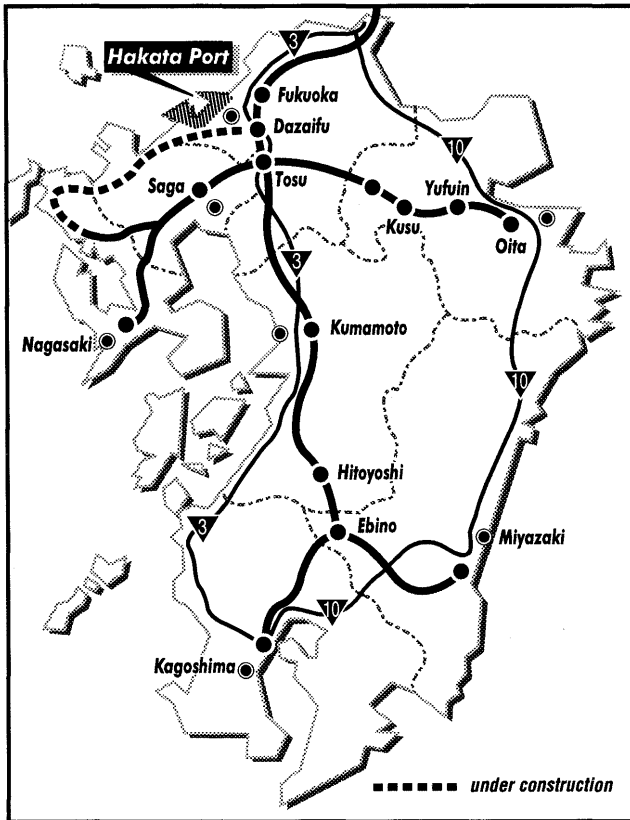 3
Hakata Port
Fukuoka
Dazaifu
10
Saga
Tosu
Yufuin
Kusu
Oita
3
Nagasaki
Kumamoto
10
Hitoyoshi
3
Ebino
Miyazaki
10
Kagoshima
under construction